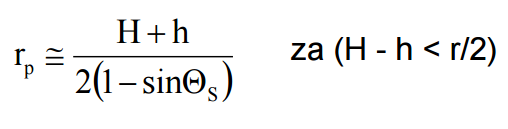 r_p ≅ (H + h) / (2(1 − sinΘ_S))    za (H - h < r/2)